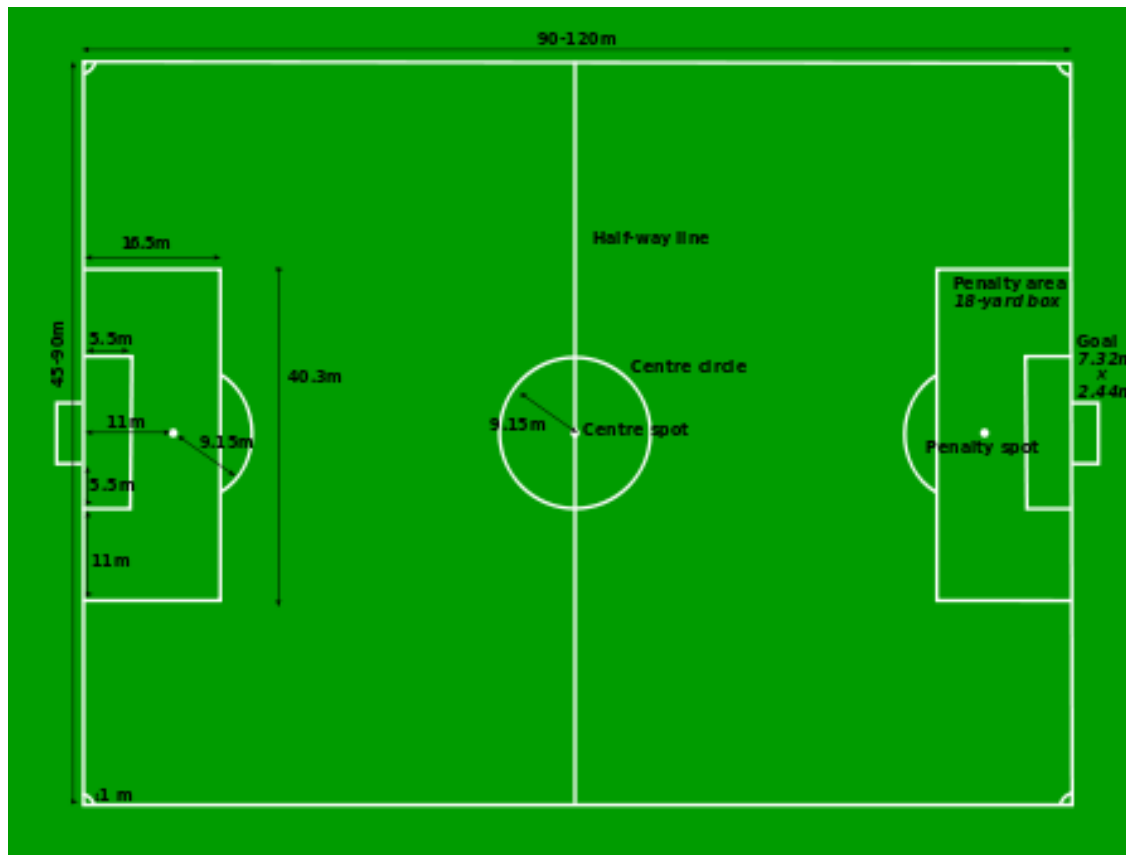 90-120m
Half-way line
16.5m
Penalty area
18-yard box
45-90m
5.5m
Goal
7.32m
x
2.44m
40.3m
Centre circle
11m
9.15m
9.15m
Centre spot
Penalty spot
5.5m
11m
1 m